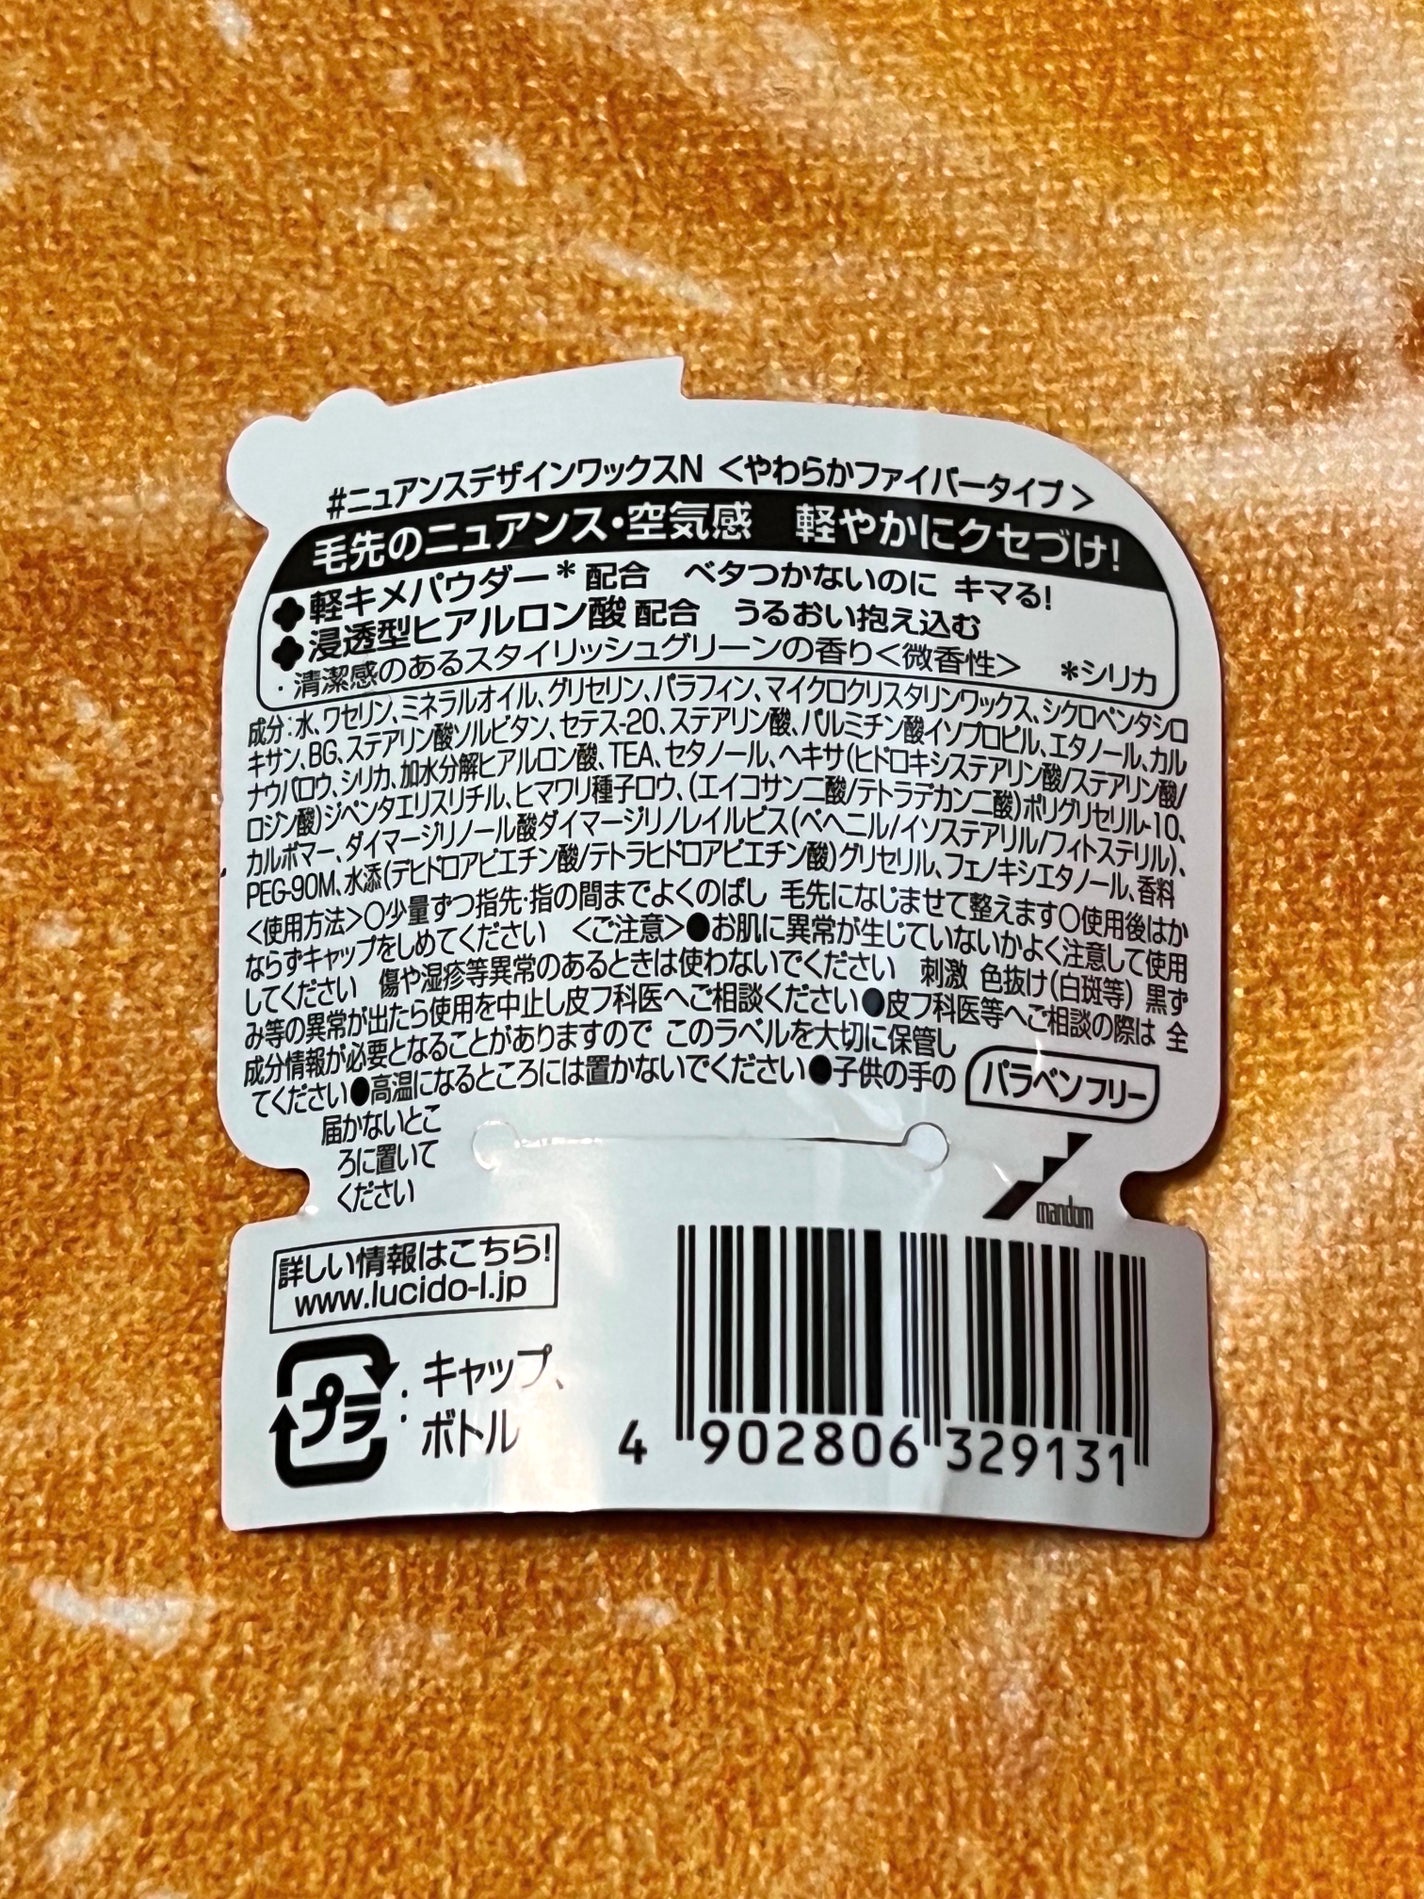 #ニュアンスデザインワックスN <やわらかファイバータイプ>
毛先のニュアンス・空気感 軽やかにクセづけ!
軽キメパウダー*配合 ベタつかないのに キマる!
浸透型ヒアルロン酸配合 うるおい抱え込む
・清潔感のあるスタイリッシュグリーンの香り<微香性> *シリカ
成分:水、ワセリン、ミネラルオイル、グリセリン、パラフィン、マイクロクリスタリンワックス、シクロペンタシロ
キサン、BG、ステアリン酸ソルビタン、セテス-20、ステアリン酸、パルミチン酸イソプロピル、エタノール、カル
ナウバロウ、シリカ、加水分解ヒアルロン酸、TEA、セタノール、ヘキサ(ヒドロキシステアリン酸/ステアリン酸/
ロジン酸)ジペンタエリスリチル、ヒマワリ種子ロウ、(エイコサン二酸/テトラデカン二酸)ポリグリセリル-10、
カルボマー、ダイマージリノール酸ダイマージリノレイルビス(ベヘニル/イソステアリル/フィトステリル)、
PEG-90M、水添(デヒドロアビエチン酸/テトラヒドロアビエチン酸)グリセリル、フェノキシエタノール、香料
<使用方法>○少量ずつ指先・指の間までよくのばし 毛先になじませて整えます○使用後はか
ならずキャップをしめてください <ご注意>●お肌に異常が生じていないかよく注意して使用
してください 傷や湿疹等異常のあるときは使わないでください 刺激 色抜け(白斑等) 黒ず
み等の異常が出たら使用を中止し皮フ科医へご相談ください●皮フ科医等へご相談の際は 全
成分情報が必要となることがありますので このラベルを大切に保管し
てください●高温になるところには置かないでください●子供の手の
届かないとこ
ろに置いて
ください
パラベンフリー
mandom
詳しい情報はこちら!
www.lucido-l.jp
プラ:キャップ、
ボトル
4 902806 329131